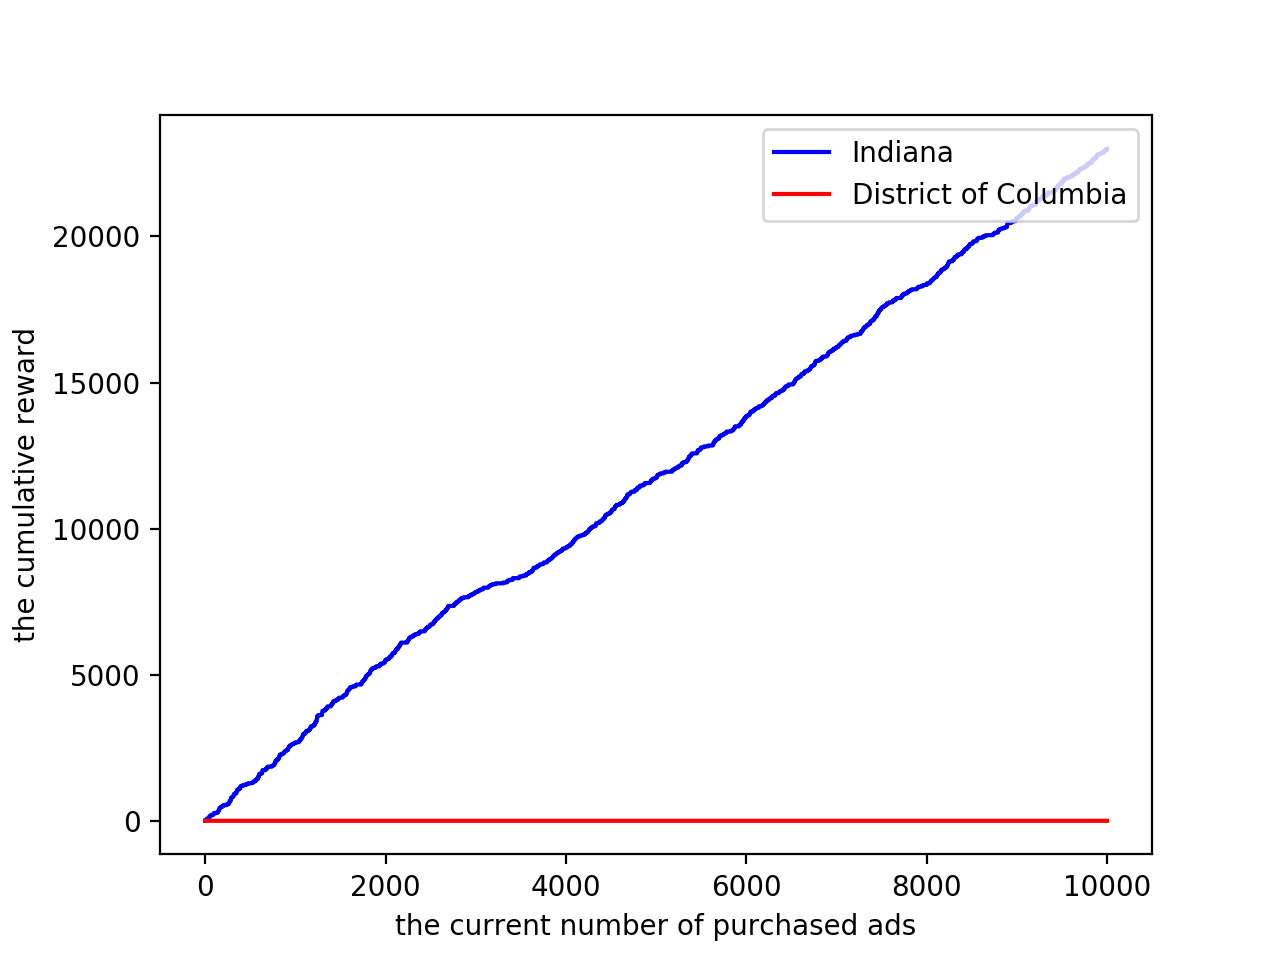 Indiana
District of Columbia
20000
15000
10000
5000
0
the cumulative reward
0 2000 4000 6000 8000 10000
the current number of purchased ads